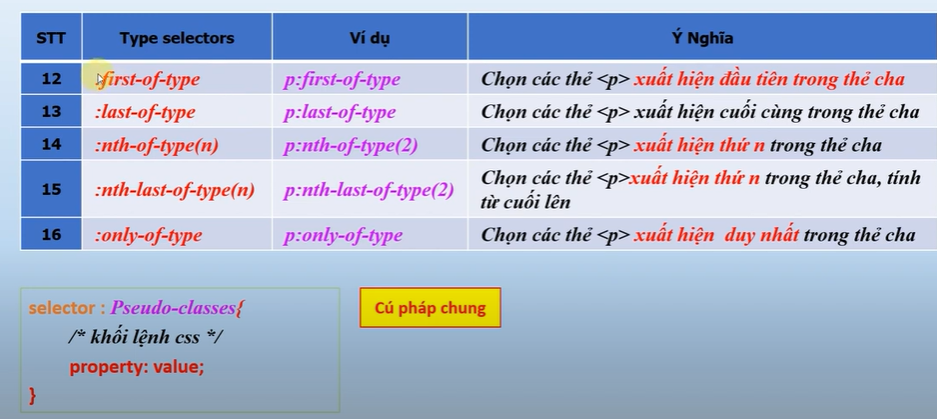 STT Type selectors Ví dụ Ý Nghĩa
12 :first-of-type p:first-of-type Chọn các thẻ <p> xuất hiện đầu tiên trong thẻ cha
13 :last-of-type p:last-of-type Chọn các thẻ <p> xuất hiện cuối cùng trong thẻ cha
14 :nth-of-type(n) p:nth-of-type(2) Chọn các thẻ <p> xuất hiện thứ n trong thẻ cha
15 :nth-last-of-type(n) p:nth-last-of-type(2) Chọn các thẻ <p>xuất hiện thứ n trong thẻ cha, tính
từ cuối lên
16 :only-of-type p:only-of-type Chọn các thẻ <p> xuất hiện duy nhất trong thẻ cha
selector : Pseudo-classes{
/* khối lệnh css */
property: value;
}
Cú pháp chung